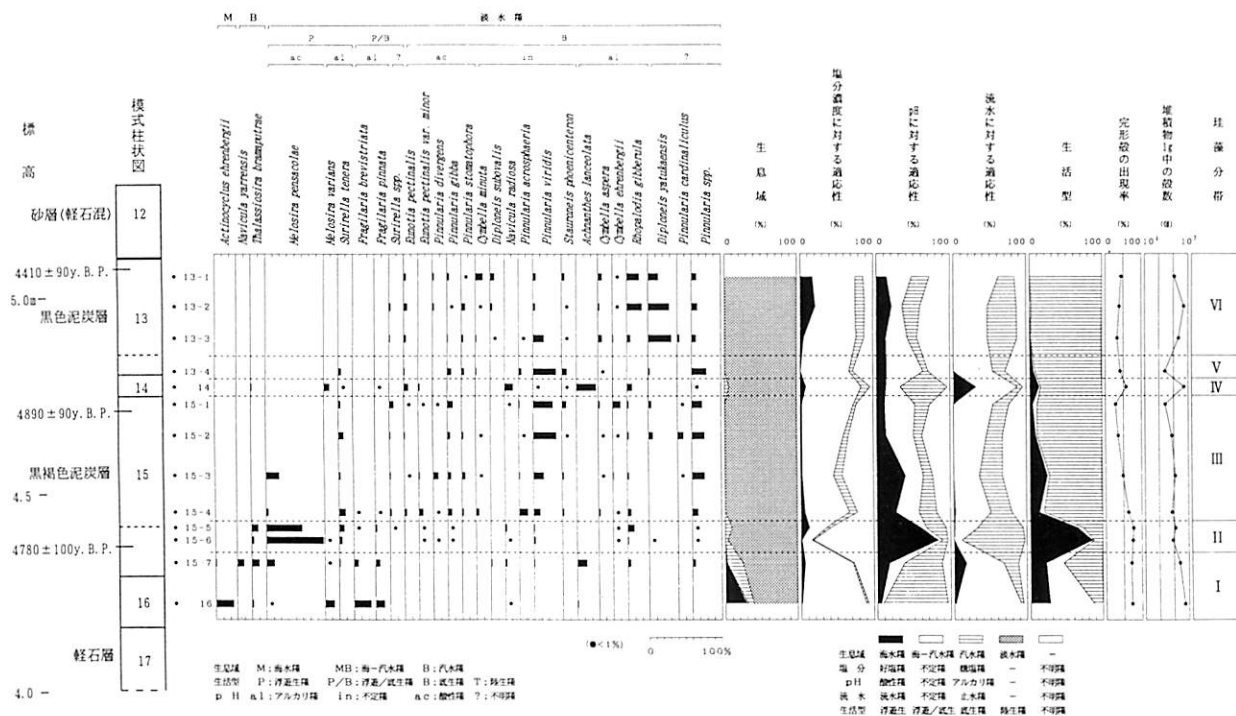 M B 淡水種
P P/B B
ac al al ? ac in al ?
標高
模式柱状図
Actinocyclus ehrenbergii
Navicula yarrensis
Thalassiosira bramaputrae
Melosira pensacolae
Melosira varians
Surirella tenera
Fragilaria brevistriata
Fragilaria pinnata
Surirella spp.
Eunotia pectinalis
Eunotia pectinalis var. minor
Pinnularia divergens
Pinnularia gibba
Pinnularia stomatophora
Cymbella minuta
Diploneis subovalis
Navicula radiosa
Pinnularia acrosphaeria
Pinnularia viridis
Stauroneis phoenicenteron
Achnanthes lanceolata
Cymbella aspera
Cymbella ehrenbergii
Rhopalodia gibberula
Diploneis yatukaensis
Pinnularia cardinaliculus
Pinnularia spp.
生息域
塩分濃度に対する適応性
pHに対する適応性
流水に対する適応性
生活型
完形殻の出現率
堆積物1g中の殻数
珪藻分帯
(%) (%) (%) (%) (%) (%)
0 100 0 100 0 100 0 100 0 100 0 100
砂層(軽石混) 12
4410±90y.B.P.
5.0m
黒色泥炭層 13
13-1
13-2
13-3
13-4
14 14
4890±90y.B.P.
15-1
15-2
黒褐色泥炭層 15
15-3
4.5
15-4
15-5
15-6
4780±100y.B.P.
15-7
16 16
軽石層 17
4.0
VI
V
IV
III
II
I
(●<1%) 100%
生息域 M:海水種 MB:海-汽水種 B:汽水種
生活型 P:浮遊生種 P/B:浮遊/底生種 B:底生種 T:陸生種
pH al:アルカリ種 in:不定種 ac:酸性種 ?:不明種
生息域 海水種 海-汽水種 汽水種 淡水種 -
塩分 好塩種 不定種 嫌塩種 - 不明種
pH 酸性種 不定種 アルカリ種 - 不明種
流水 流水種 不定種 止水種 - 不明種
生活型 浮遊生 浮遊/底生 底生種 陸生種 不明種